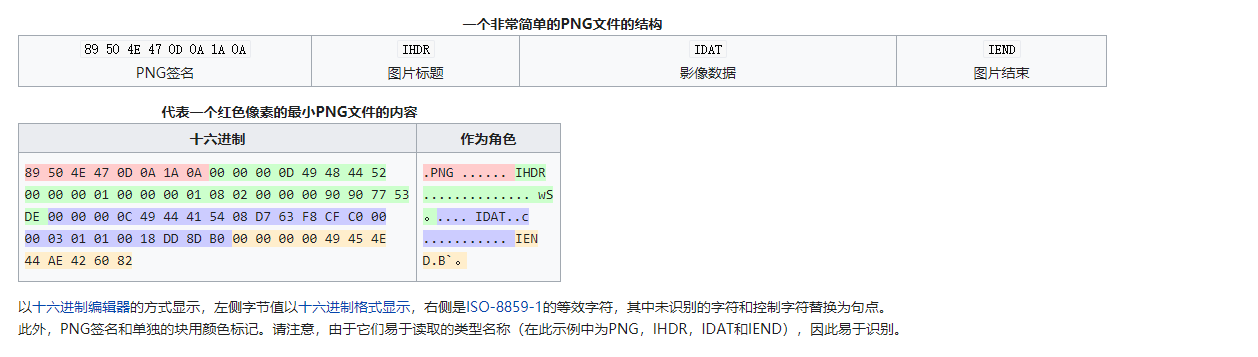 一个非常简单的PNG文件的结构
89 50 4E 47 0D 0A 1A 0A IHDR IDAT IEND
PNG签名 图片标题 影像数据 图片结束
代表一个红色像素的最小PNG文件的内容
十六进制 作为角色
89 50 4E 47 0D 0A 1A 0A 00 00 00 0D 49 48 44 52 .PNG ...... IHDR
00 00 00 01 00 00 00 01 08 02 00 00 00 90 90 77 53 .............. wS
DE 00 00 00 0C 49 44 41 54 08 D7 63 F8 CF C0 00 。.... IDAT..c
00 03 01 01 00 18 DD 8D B0 00 00 00 00 49 45 4E ........... IEN
44 AE 42 60 82 D.B`。
以十六进制编辑器的方式显示，左侧字节值以十六进制格式显示，右侧是ISO-8859-1的等效字符，其中未识别的字符和控制字符替换为句点。
此外，PNG签名和单独的块用颜色标记。请注意，由于它们易于读取的类型名称（在此示例中为PNG，IHDR，IDAT和IEND），因此易于识别。